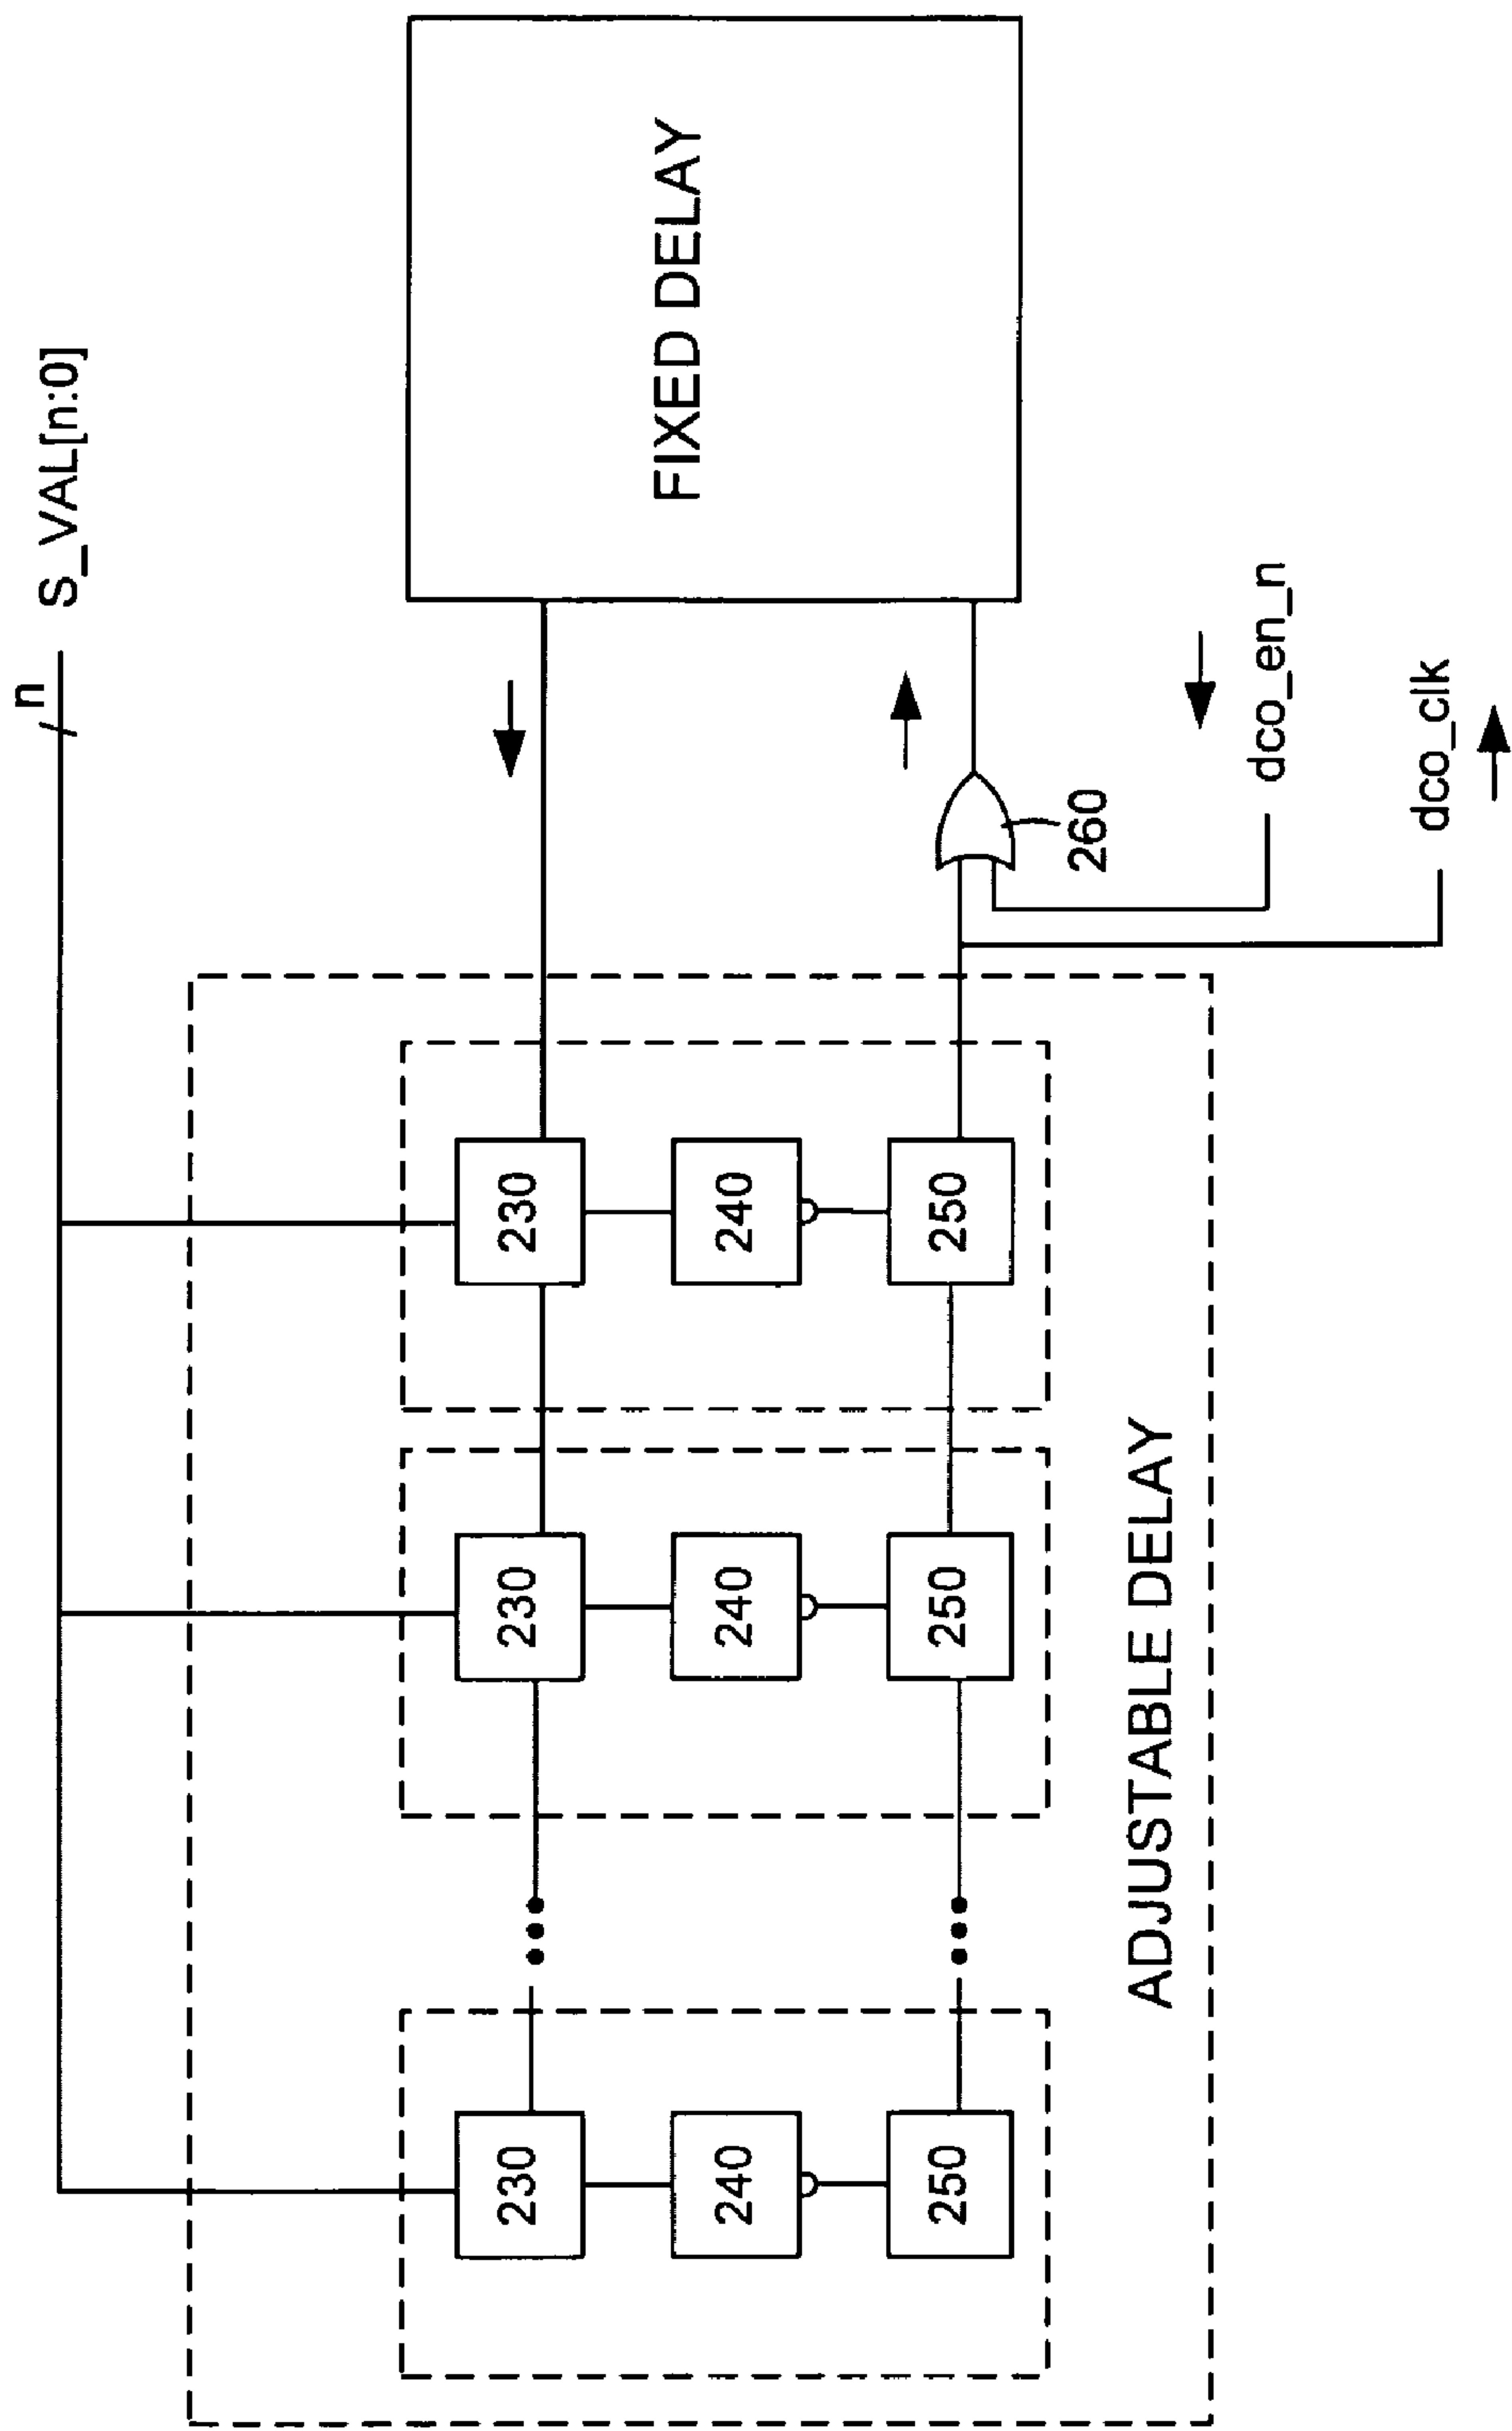 S_VAL[n:0]
n
FIXED DELAY
230
230
230
240
240
240
250
250
250
260
dco_en_n
dco_clk
ADJUSTABLE DELAY